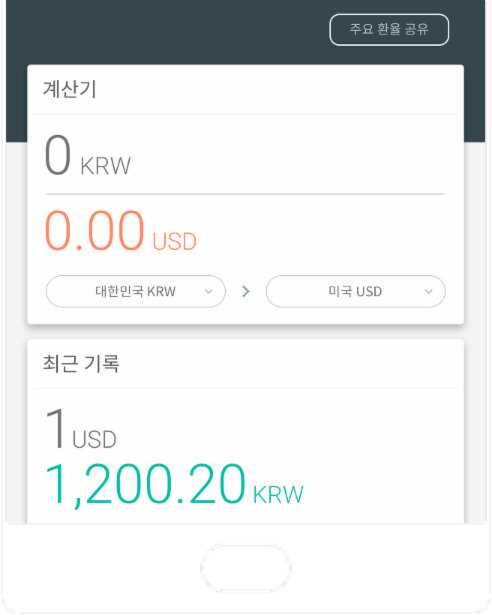 주요 환율 공유
계산기
0 KRW
0.00 USD
대한민국 KRW > 미국 USD
최근 기록
1 USD
1,200.20 KRW